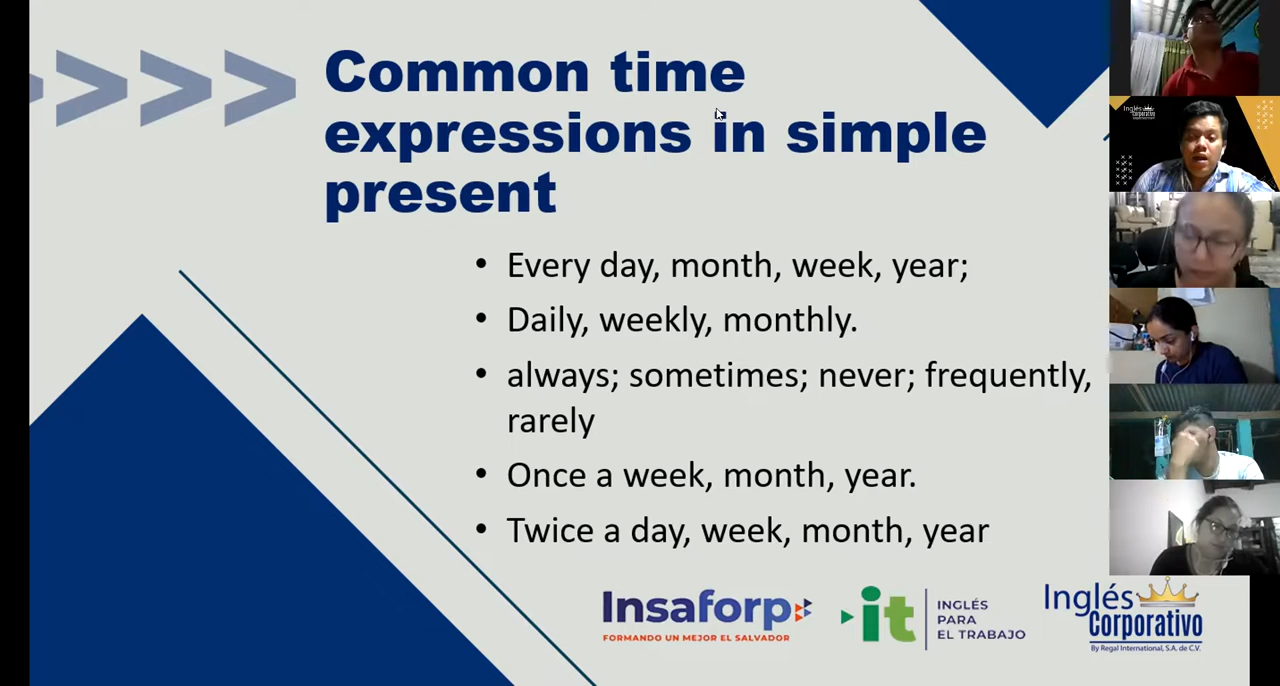 Common time
expressions in simple
present
• Every day, month, week, year;
• Daily, weekly, monthly.
• always; sometimes; never; frequently,
rarely
• Once a week, month, year.
• Twice a day, week, month, year
Insaforp
FORMANDO UN MEJOR EL SALVADOR
it
INGLÉS
PARA
EL TRABAJO
Inglés
Corporativo
By Regal International, S.A. de C.V.
Inglés
Corporativo